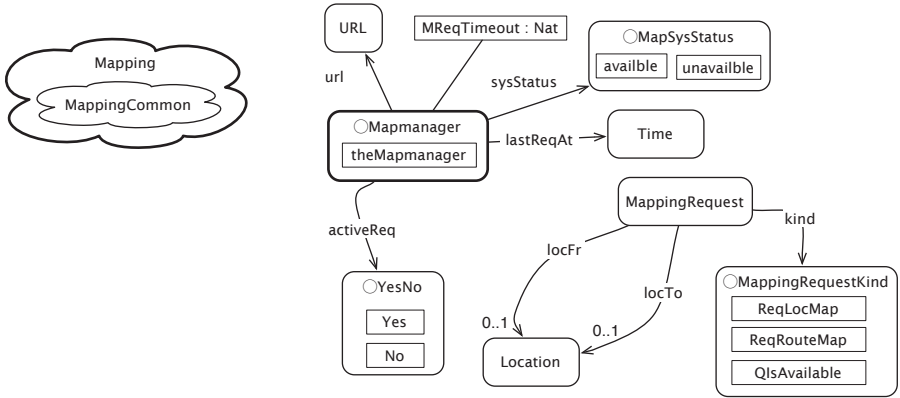 URL
MReqTimeout : Nat
MapSysStatus
availble
unavailble
Mapping
MappingCommon
url
sysStatus
Mapmanager
theMapmanager
lastReqAt
Time
MappingRequest
activeReq
kind
locFr
locTo
YesNo
Yes
No
MappingRequestKind
ReqLocMap
ReqRouteMap
QIsAvailable
0..1
0..1
Location